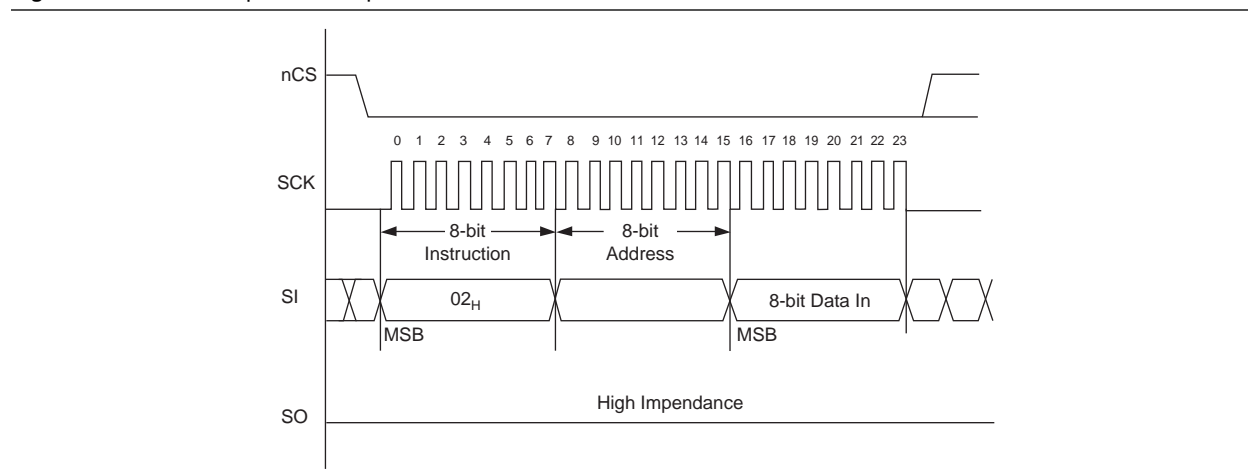 nCS
0 1 2 3 4 5 6 7 8 9 10 11 12 13 14 15 16 17 18 19 20 21 22 23
SCK
8-bit 8-bit
Instruction Address
SI 02H 8-bit Data In
MSB MSB
High Impendance
SO